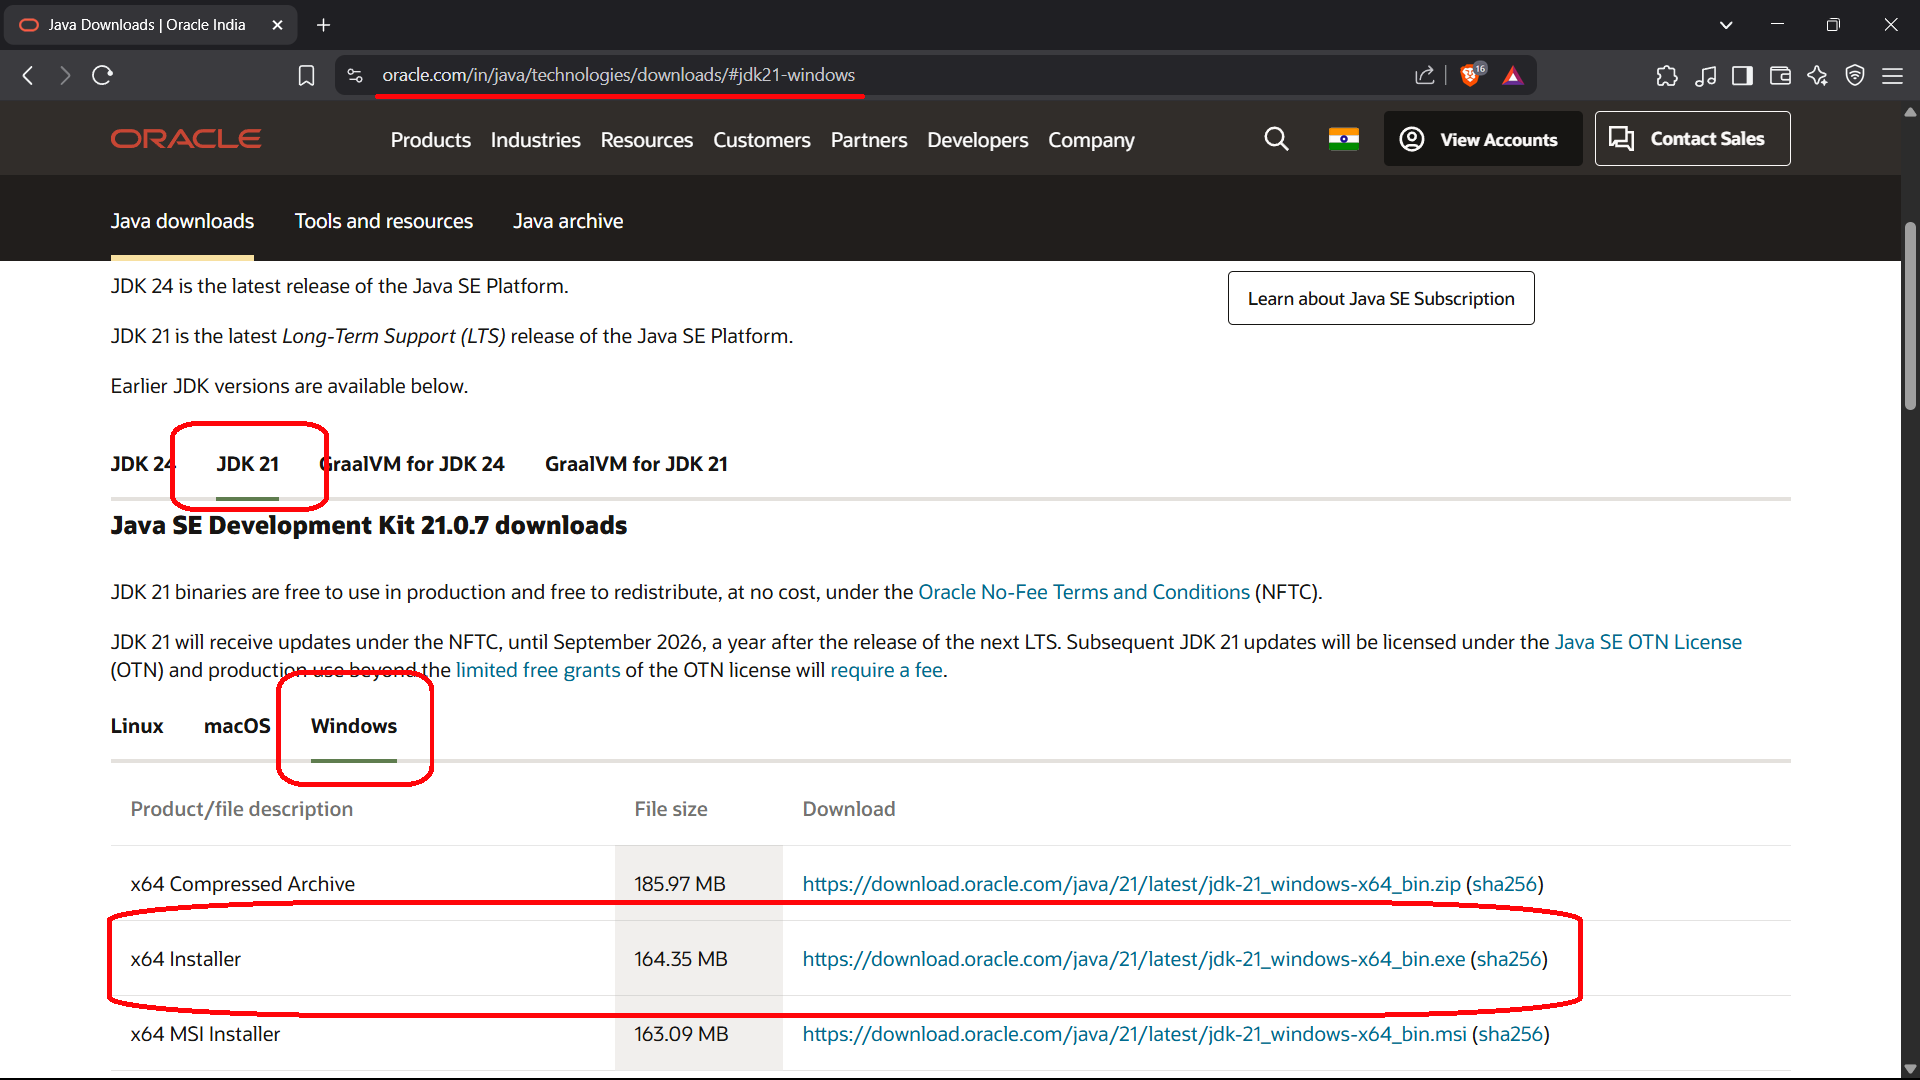 Java Downloads | Oracle India
oracle.com/in/java/technologies/downloads/#jdk21-windows
16
ORACLE
Products Industries Resources Customers Partners Developers Company
View Accounts
Contact Sales
Java downloads Tools and resources Java archive
JDK 24 is the latest release of the Java SE Platform.
Learn about Java SE Subscription
JDK 21 is the latest Long-Term Support (LTS) release of the Java SE Platform.
Earlier JDK versions are available below.
JDK 24 JDK 21 GraalVM for JDK 24 GraalVM for JDK 21
Java SE Development Kit 21.0.7 downloads
JDK 21 binaries are free to use in production and free to redistribute, at no cost, under the Oracle No-Fee Terms and Conditions (NFTC).
JDK 21 will receive updates under the NFTC, until September 2026, a year after the release of the next LTS. Subsequent JDK 21 updates will be licensed under the Java SE OTN License
(OTN) and production use beyond the limited free grants of the OTN license will require a fee.
Linux macOS Windows
Product/file description File size Download
x64 Compressed Archive 185.97 MB https://download.oracle.com/java/21/latest/jdk-21_windows-x64_bin.zip (sha256)
x64 Installer 164.35 MB https://download.oracle.com/java/21/latest/jdk-21_windows-x64_bin.exe (sha256)
x64 MSI Installer 163.09 MB https://download.oracle.com/java/21/latest/jdk-21_windows-x64_bin.msi (sha256)